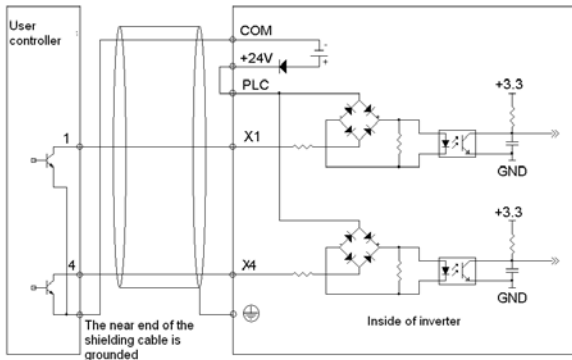 User
controller
COM
+24V
PLC
+3.3
1
X1
GND
+3.3
4
X4
GND
The near end of the
shielding cable is
grounded
Inside of inverter
-
+